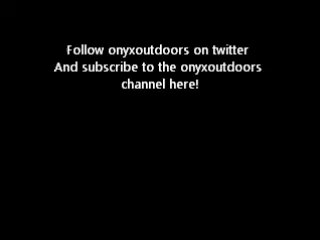 Follow onyxoutdoors on twitter
And subscribe to the onyxoutdoors
channel here!